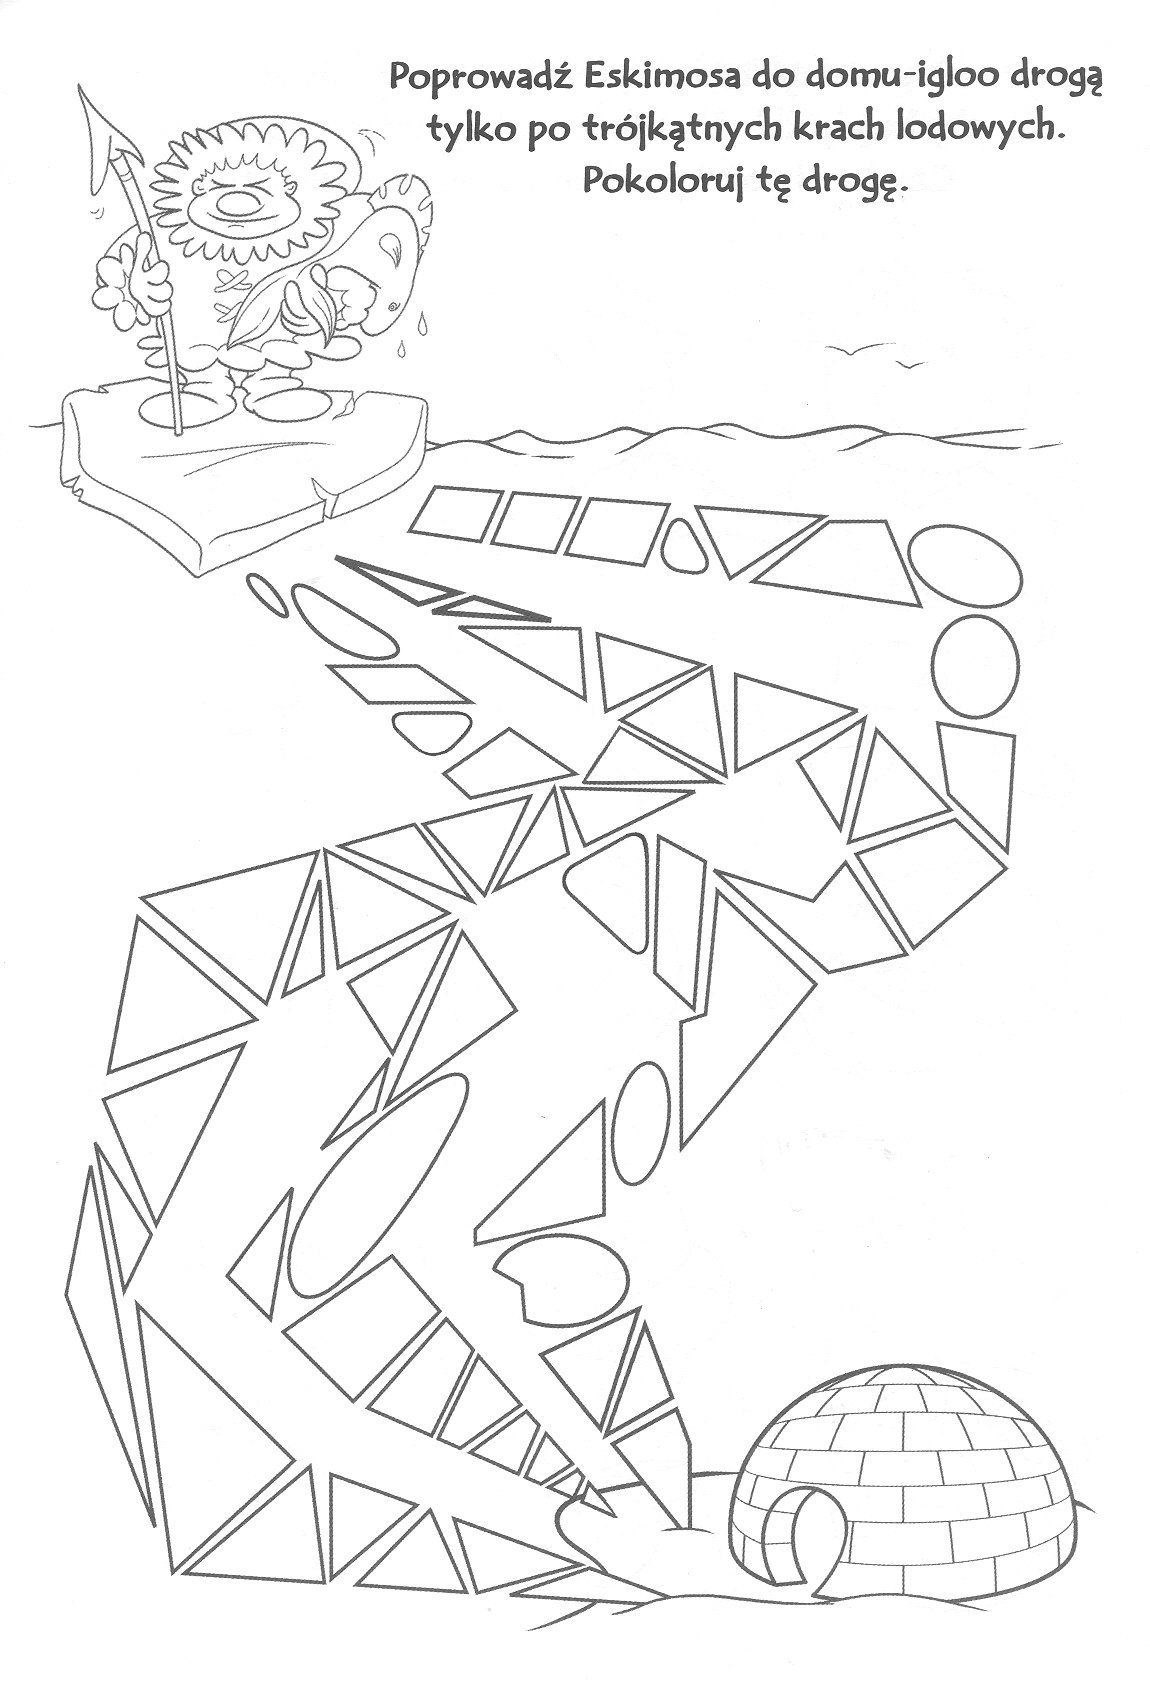 Poprowadź Eskimosa do domu-igloo drogą
tylko po trójkątnych krach lodowych.
Pokoloruj tę drogę.